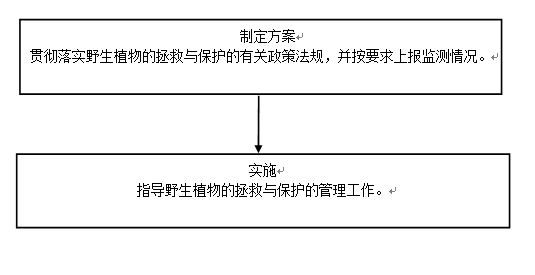 制定方案
贯彻落实野生植物的拯救与保护的有关政策法规，并按要求上报监测情况。
实施
指导野生植物的拯救与保护的管理工作。